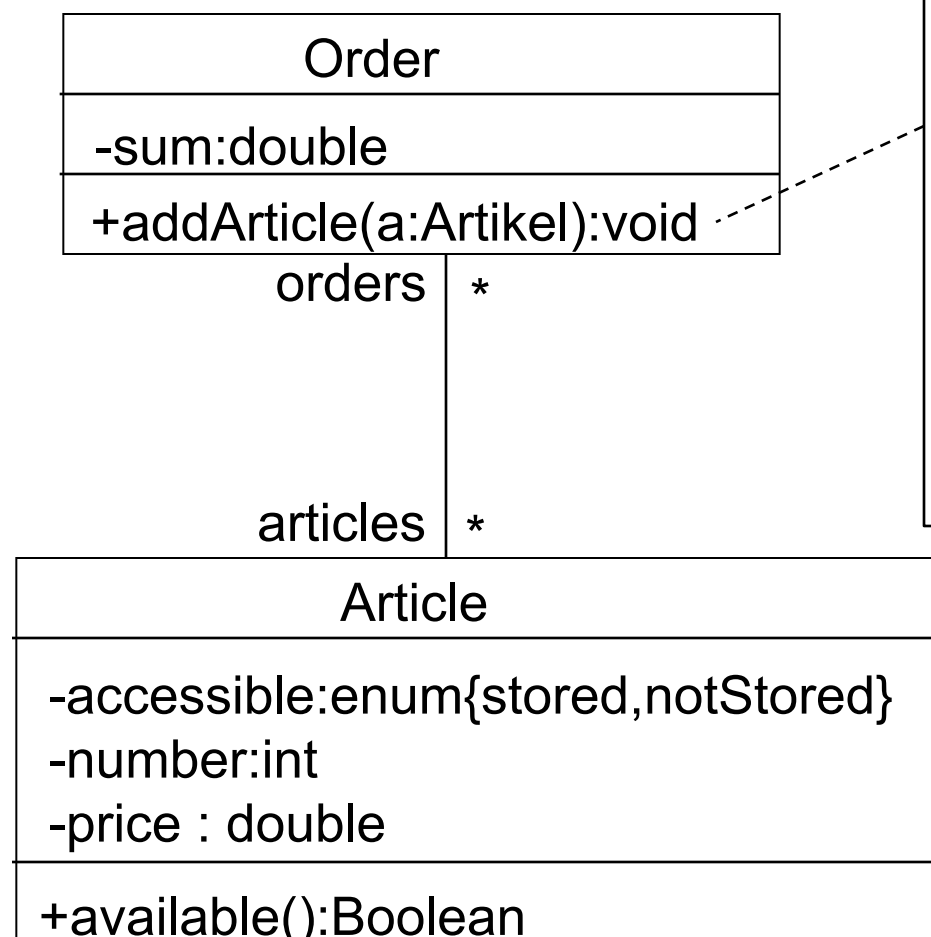 Order
-sum:double
+addArticle(a:Artikel):void
orders *
articles *
Article
-accessible:enum{stored,notStored}
-number:int
-price : double
+available():Boolean